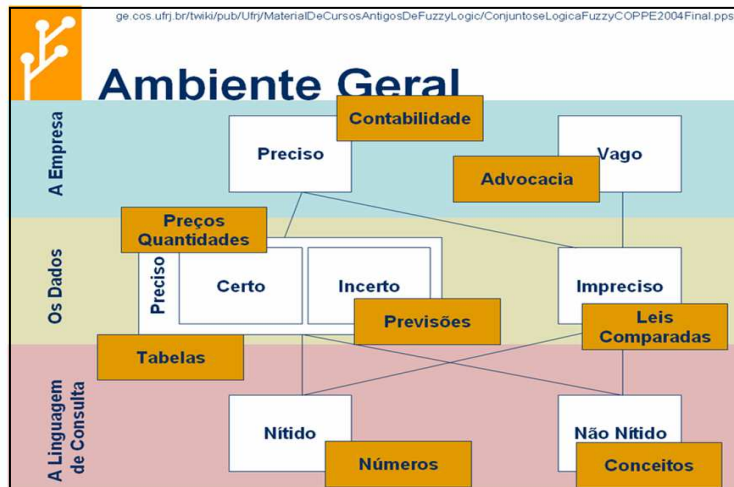 ge.cos.ufrj.br/twiki/pub/Ufrj/MaterialDeCursosAntigosDeFuzzyLogic/ConjuntoseLogicaFuzzyCOPPE2004Final.pps
Ambiente Geral
A Empresa
Contabilidade
Preciso
Vago
Advocacia
Os Dados
Preços
Quantidades
Preciso
Certo
Incerto
Impreciso
Previsões
Leis
Comparadas
Tabelas
A Linguagem
de Consulta
Nítido
Não Nítido
Números
Conceitos